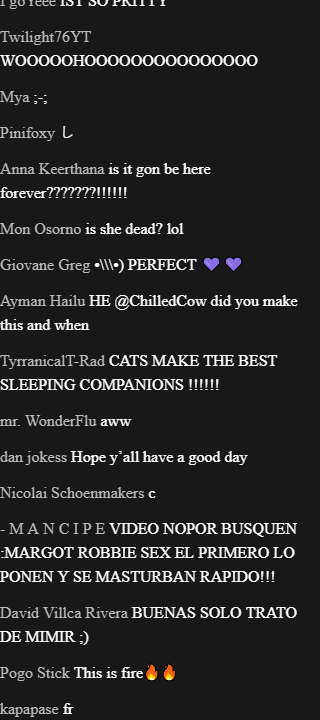 I goYeee IST SO PRITTY
Twilight76YT
WOOOOOHOOOOOOOOOOOOOOO
Mya ;-;
Pinifoxy し
Anna Keerthana is it gon be here
forever???????!!!!!!
Mon Osorno is she dead? lol
Giovane Greg •\\\•) PERFECT 💜 💜
Ayman Hailu HE @ChilledCow did you make
this and when
TyrranicalT-Rad CATS MAKE THE BEST
SLEEPING COMPANIONS !!!!!!
mr. WonderFlu aww
dan jokess Hope y’all have a good day
Nicolai Schoenmakers c
- M A N C I P E VIDEO NOPOR BUSQUEN
:MARGOT ROBBIE SEX EL PRIMERO LO
PONEN Y SE MASTURBAN RAPIDO!!!
David Villca Rivera BUENAS SOLO TRATO
DE MIMIR ;)
Pogo Stick This is fire🔥🔥
kapapase fr